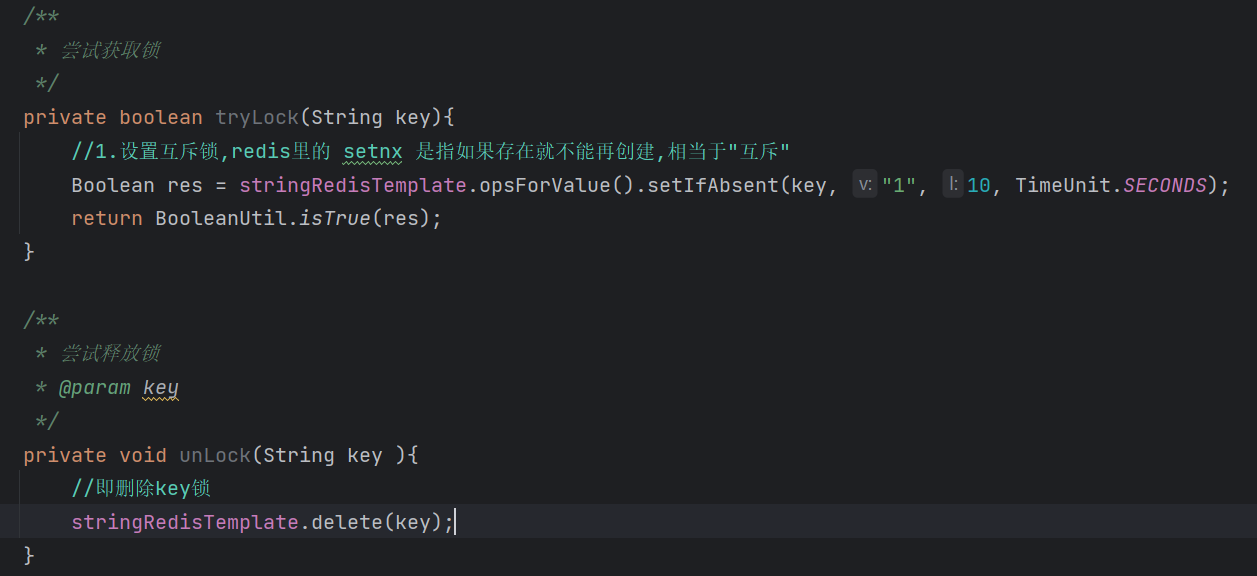 /**
 * 尝试获取锁
 */
private boolean tryLock(String key){
    //1.设置互斥锁,redis里的 setnx 是指如果存在就不能再创建,相当于"互斥"
    Boolean res = stringRedisTemplate.opsForValue().setIfAbsent(key, v: "1", l: 10, TimeUnit.SECONDS);
    return BooleanUtil.isTrue(res);
}
/**
 * 尝试释放锁
 * @param key
 */
private void unLock(String key ){
    //即删除key锁
    stringRedisTemplate.delete(key);
}